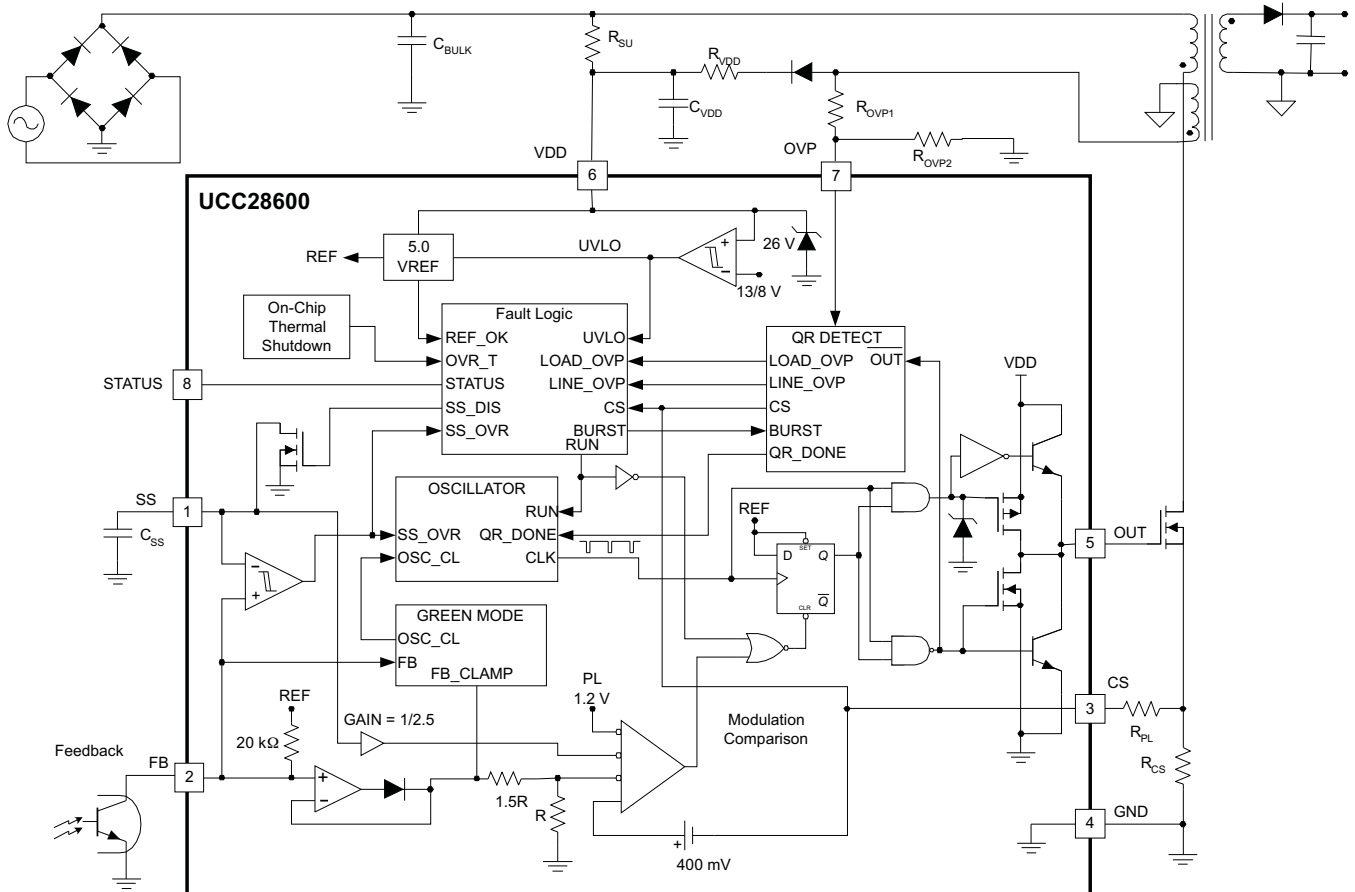 C_BULK
R_SU
R_VDD
C_VDD
R_OVP1
R_OVP2
VDD
OVP
6
7
UCC28600
REF
5.0
VREF
UVLO
26 V
13/8 V
On-Chip
Thermal
Shutdown
Fault Logic
REF_OK
UVLO
OVR_T
LOAD_OVP
STATUS
LINE_OVP
SS_DIS
CS
SS_OVR
BURST
RUN
QR DETECT
LOAD_OVP
OUT
LINE_OVP
CS
BURST
QR_DONE
VDD
STATUS
8
SS
1
C_SS
OSCILLATOR
RUN
SS_OVR
QR_DONE
OSC_CL
CLK
REF
SET
D
Q
Q
CLR
5
OUT
GREEN MODE
OSC_CL
FB
FB_CLAMP
PL
1.2 V
Modulation
Comparison
CS
3
R_PL
R_CS
REF
GAIN = 1/2.5
20 kΩ
Feedback
FB
2
+
−
1.5R
R
+
400 mV
4
GND